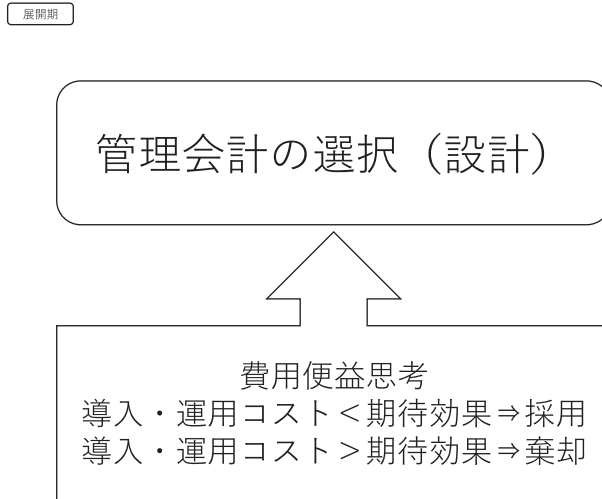 展開期
管理会計の選択（設計）
費用便益思考
導入・運用コスト＜期待効果⇒採用
導入・運用コスト＞期待効果⇒棄却